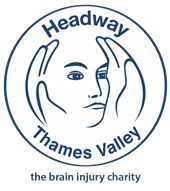 Headway
Thames Valley
the brain injury charity